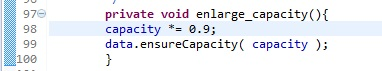 97 private void enlarge_capacity(){
98 capacity *= 0.9;
99 data.ensureCapacity( capacity );
100 }